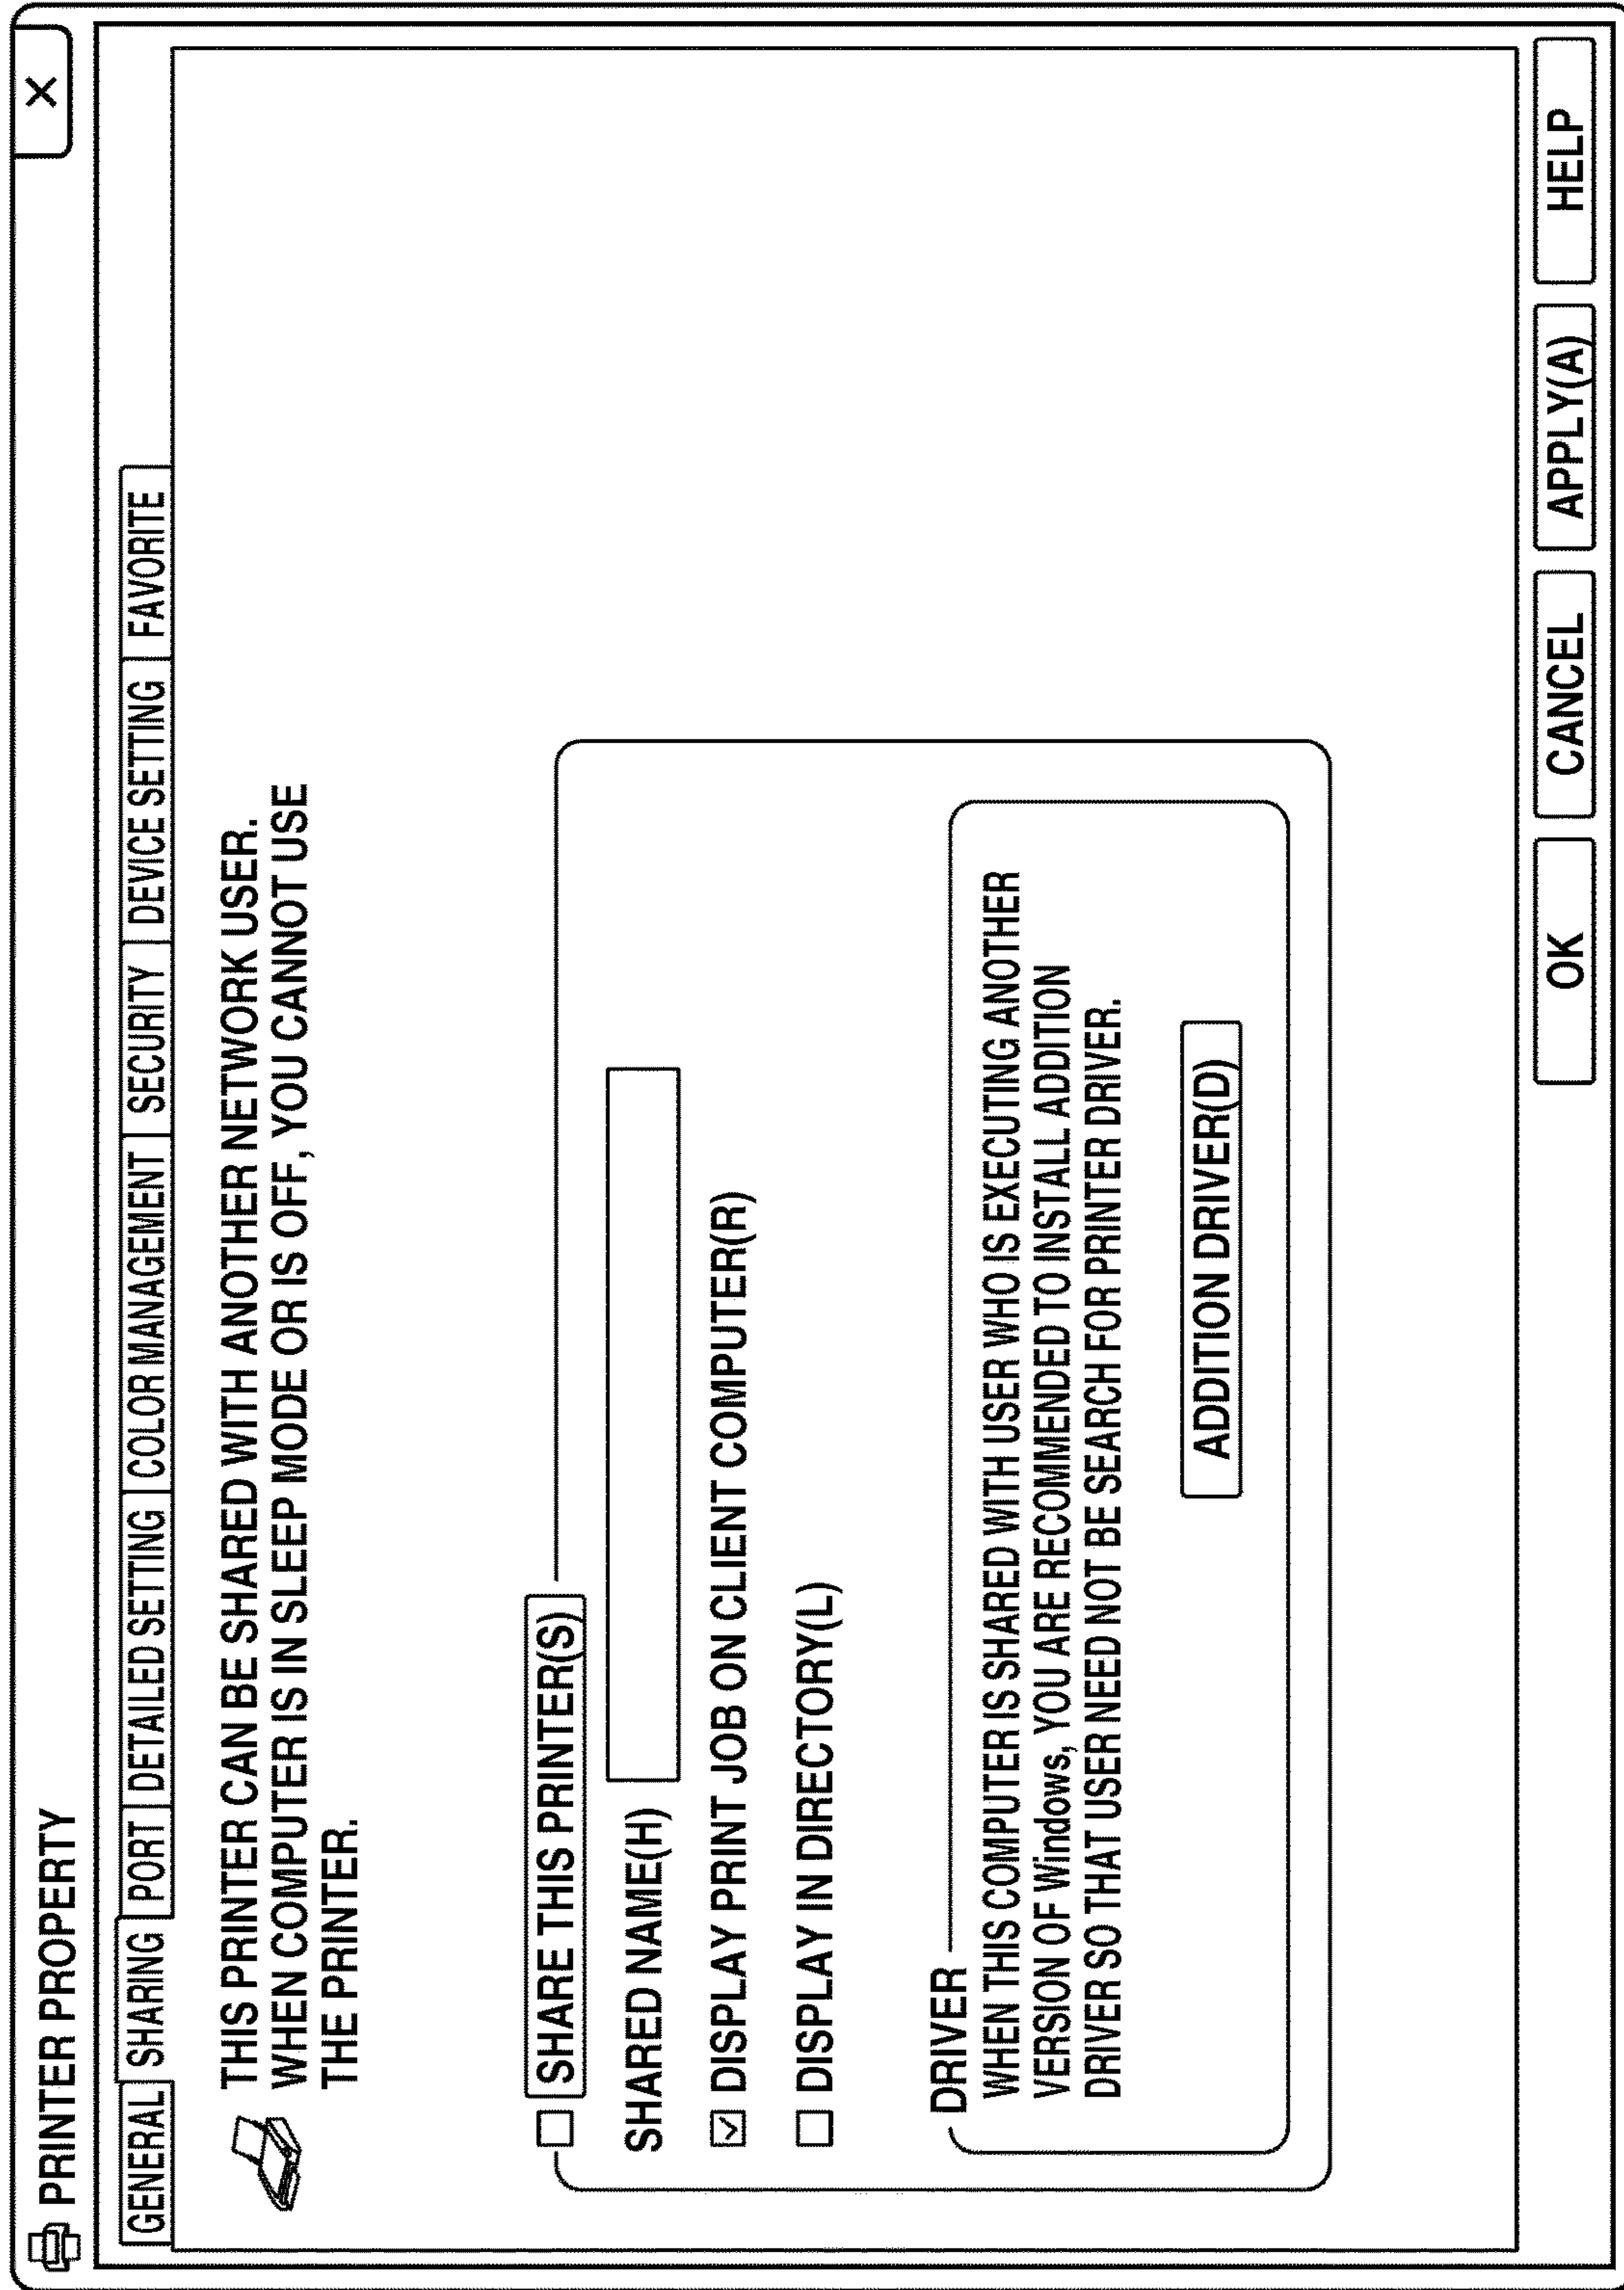 PRINTER PROPERTY
×
GENERAL SHARING PORT DETAILED SETTING COLOR MANAGEMENT SECURITY DEVICE SETTING FAVORITE
THIS PRINTER CAN BE SHARED WITH ANOTHER NETWORK USER.
WHEN COMPUTER IS IN SLEEP MODE OR IS OFF, YOU CANNOT USE
THE PRINTER.
SHARE THIS PRINTER(S)
SHARED NAME(H)
DISPLAY PRINT JOB ON CLIENT COMPUTER(R)
DISPLAY IN DIRECTORY(L)
DRIVER
WHEN THIS COMPUTER IS SHARED WITH USER WHO IS EXECUTING ANOTHER
VERSION OF Windows, YOU ARE RECOMMENDED TO INSTALL ADDITION
DRIVER SO THAT USER NEED NOT BE SEARCH FOR PRINTER DRIVER.
ADDITION DRIVER(D)
OK CANCEL APPLY(A) HELP